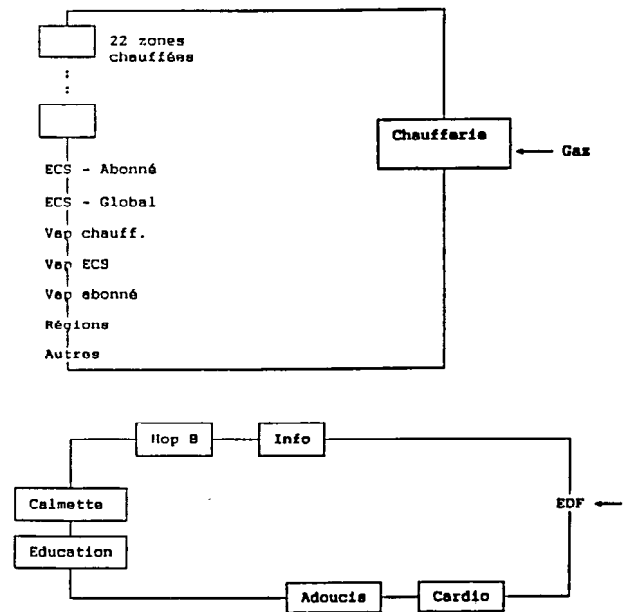 22 zones
chauffées
:
:
Chaufferie
Gaz
ECS - Abonné
ECS - Global
Vap chauff.
Vap ECS
Vap abonné
Régions
Autres
Hop B
Info
Calmette
EDF
Education
Adoucis
Cardio